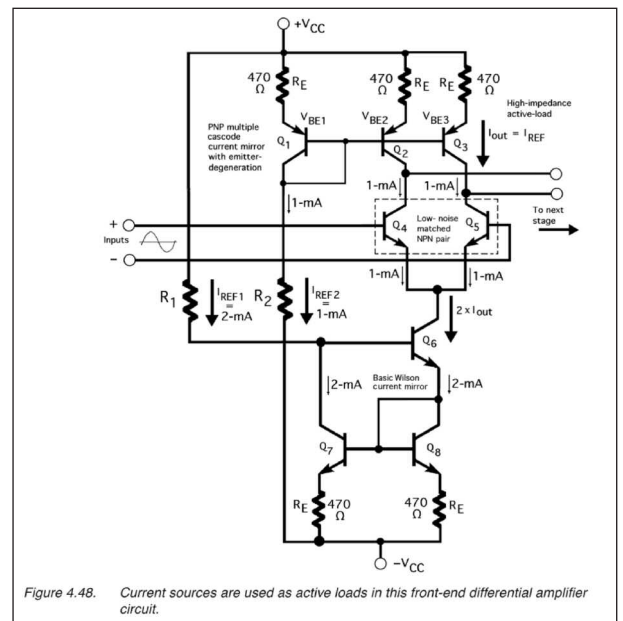 +VCC
470
Ω
RE
470
Ω
RE
RE
470
Ω
High-impedance
active-load
VBE1
VBE2
VBE3
Iout = IREF
PNP multiple
cascode
current mirror
with emitter-
degeneration
Q1
Q2
Q3
1-mA
1-mA
1-mA
+
Inputs
-
Q4
Low- noise
matched
NPN pair
Q5
To next
stage
1-mA
1-mA
R1
IREF1
=
2-mA
R2
IREF2
=
1-mA
2 x Iout
Q6
2-mA
Basic Wilson
current mirror
2-mA
Q7
Q8
RE
470
Ω
470
Ω
RE
-VCC
Figure 4.48. Current sources are used as active loads in this front-end differential amplifier
circuit.